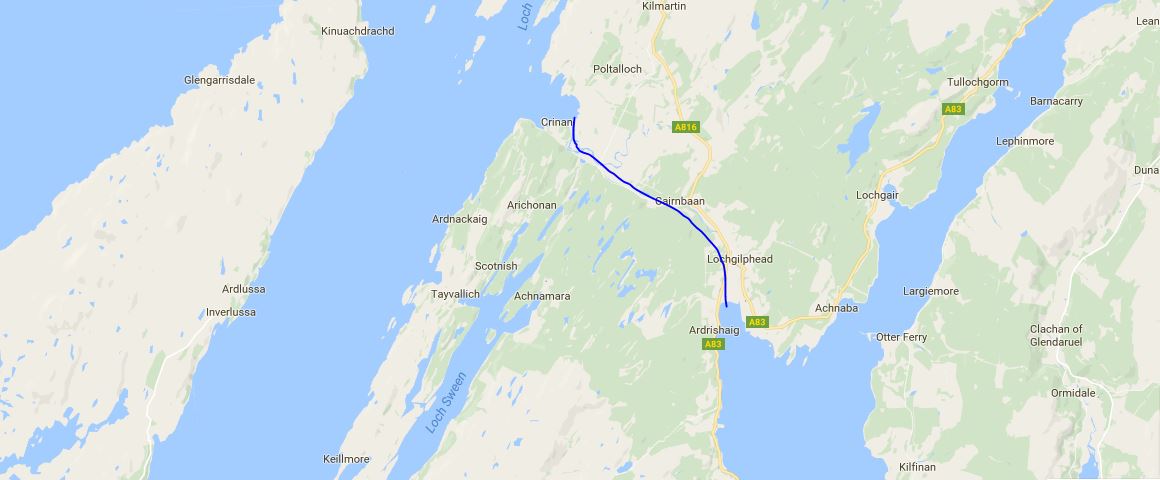 Kilmartin
Loch
Lean
Kinuachdrachd
Poltalloch
Glengarrisdale
Tullochgorm
Barnacarry
A83
Crinan
A816
Lephinmore
Duna
Lochgair
Cairnbaan
Arichonan
Ardnackaig
Lochgilphead
Scotnish
Ardlussa
Tayvallich
Achnamara
Largiemore
Inverlussa
Achnaba
A83
Ardrishaig
Clachan of
Glendaruel
Otter Ferry
A83
Loch Sween
Ormidale
Keillmore
Kilfinan